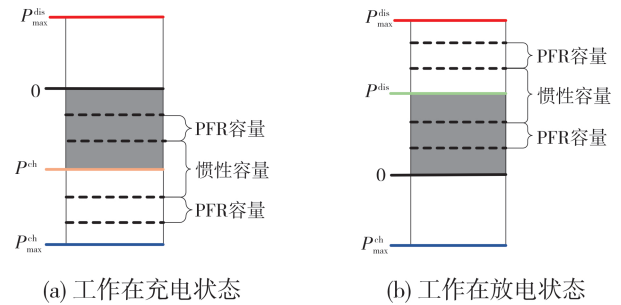 P^dis_max
0
PFR容量
P^ch
惯性容量
PFR容量
P^ch_max
(a) 工作在充电状态
P^dis_max
PFR容量
P^dis
惯性容量
PFR容量
0
P^ch_max
(b) 工作在放电状态